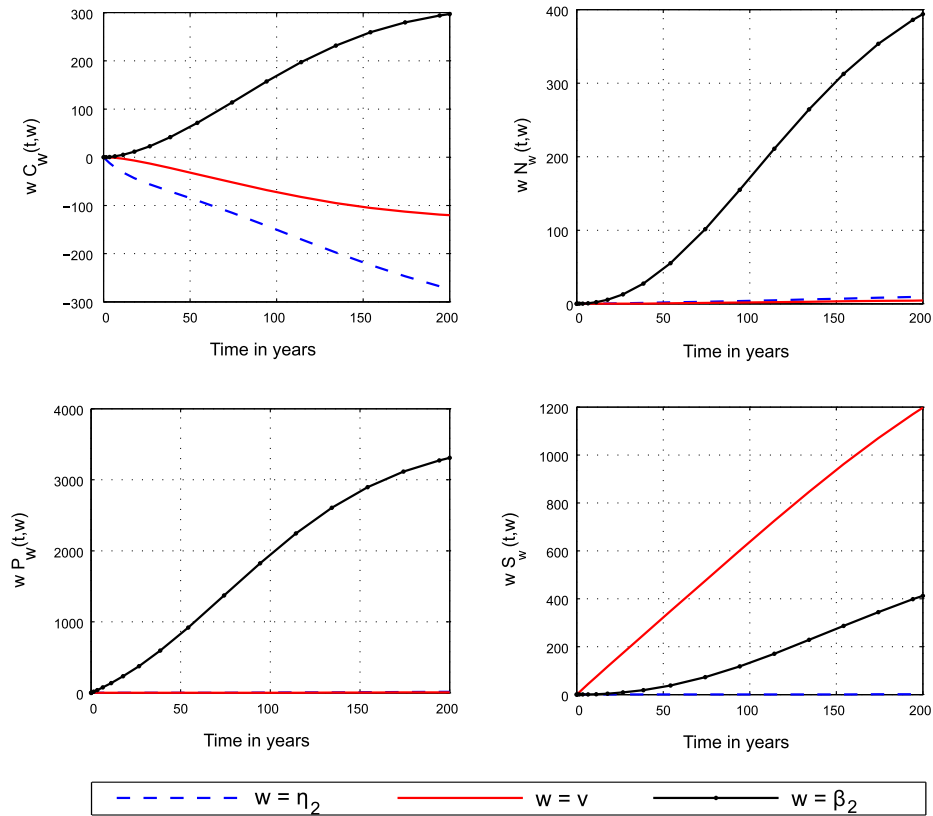 300
200
100
0
−100
−200
−300
w C_w(t,w)
0 50 100 150 200
Time in years
400
300
200
100
0
w N_w(t,w)
0 50 100 150 200
Time in years
4000
3000
2000
1000
0
w P_w(t,w)
0 50 100 150 200
Time in years
1200
1000
800
600
400
200
0
w S_w(t,w)
0 50 100 150 200
Time in years
w = η_2 w = v w = β_2